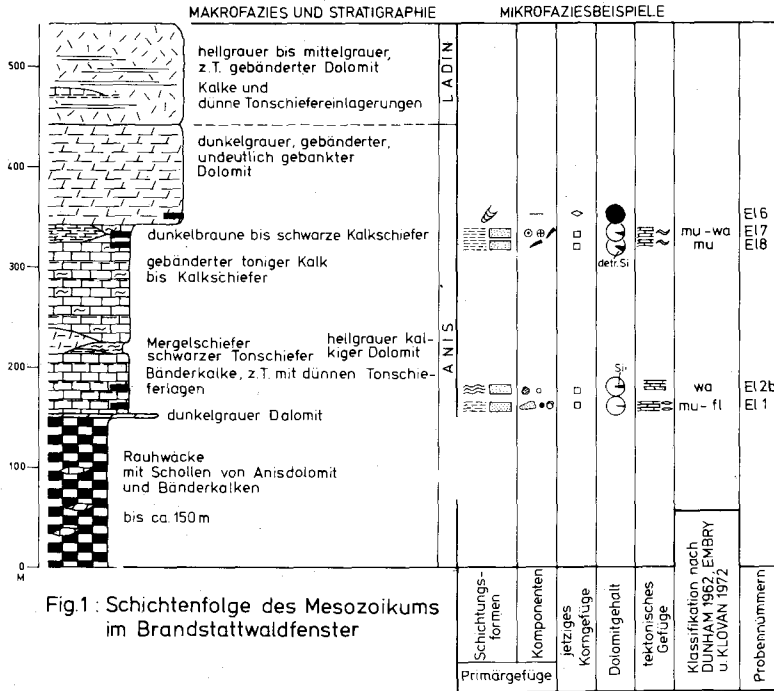 MAKROFAZIES UND STRATIGRAPHIE
MIKROFAZIESBEISPIELE
500
400
300
200
100
0
M
hellgrauer bis mittelgrauer,
z.T. gebänderter Dolomit
Kalke und
dunne Tonschiefereinlagerungen
dunkelgrauer, gebänderter,
undeutlich gebankter
Dolomit
dunkelbraune bis schwarze Kalkschiefer
gebänderter toniger Kalk
bis Kalkschiefer
Mergelschiefer
schwarzer Tonschiefer
hellgrauer kal-
kiger Dolomit
Bänderkalke, z.T. mit dünnen Tonschie-
ferlagen
dunkelgrauer Dolomit
Rauhwäcke
mit Schollen von Anisdolomit
und Bänderkalken
bis ca. 150 m
LADIN
ANIS
El 6
mu-wa El 7
mu El 8
detr. Si
Si
wa El 2b
mu-fl El 1
Schichtungs-
formen
Komponenten
Primärgefüge
jetziges
Korngefüge
Dolomitgehalt
tektonisches
Gefüge
Klassifikation nach
DUNHAM 1962, EMBRY
u. KLOVAN 1972
Probennummern
Fig.1 : Schichtenfolge des Mesozoikums
im Brandstattwaldfenster